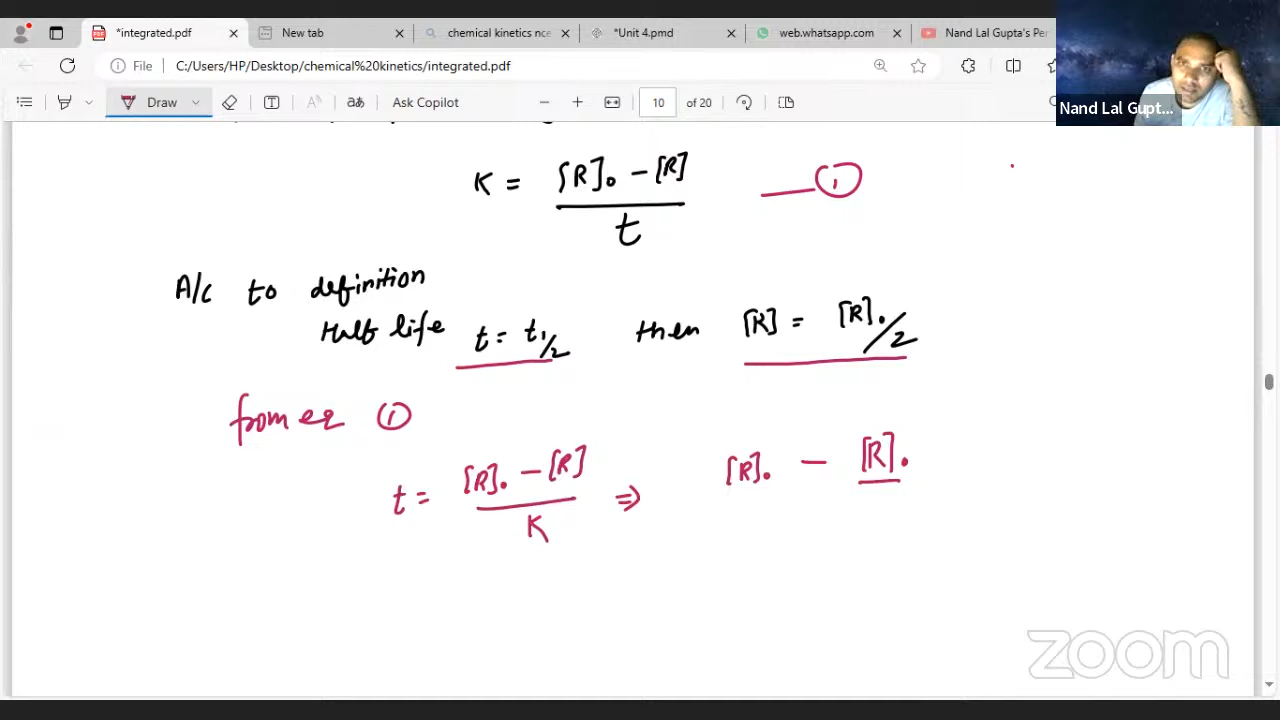 *integrated.pdf
New tab
chemical kinetics nce
*Unit 4.pmd
web.whatsapp.com
Nand Lal Gupta's Per
File C:/Users/HP/Desktop/chemical%20kinetics/integrated.pdf
Draw
Ask Copilot
10 of 20
Nand Lal Gupt...
K = [R]₀ - [R] / t —①
A/c to definition
Half life t = t1/2 then [R] = [R]₀/2
from eq ①
t = [R]₀ - [R] / K ⇒ [R]₀ - [R]₀
zoom